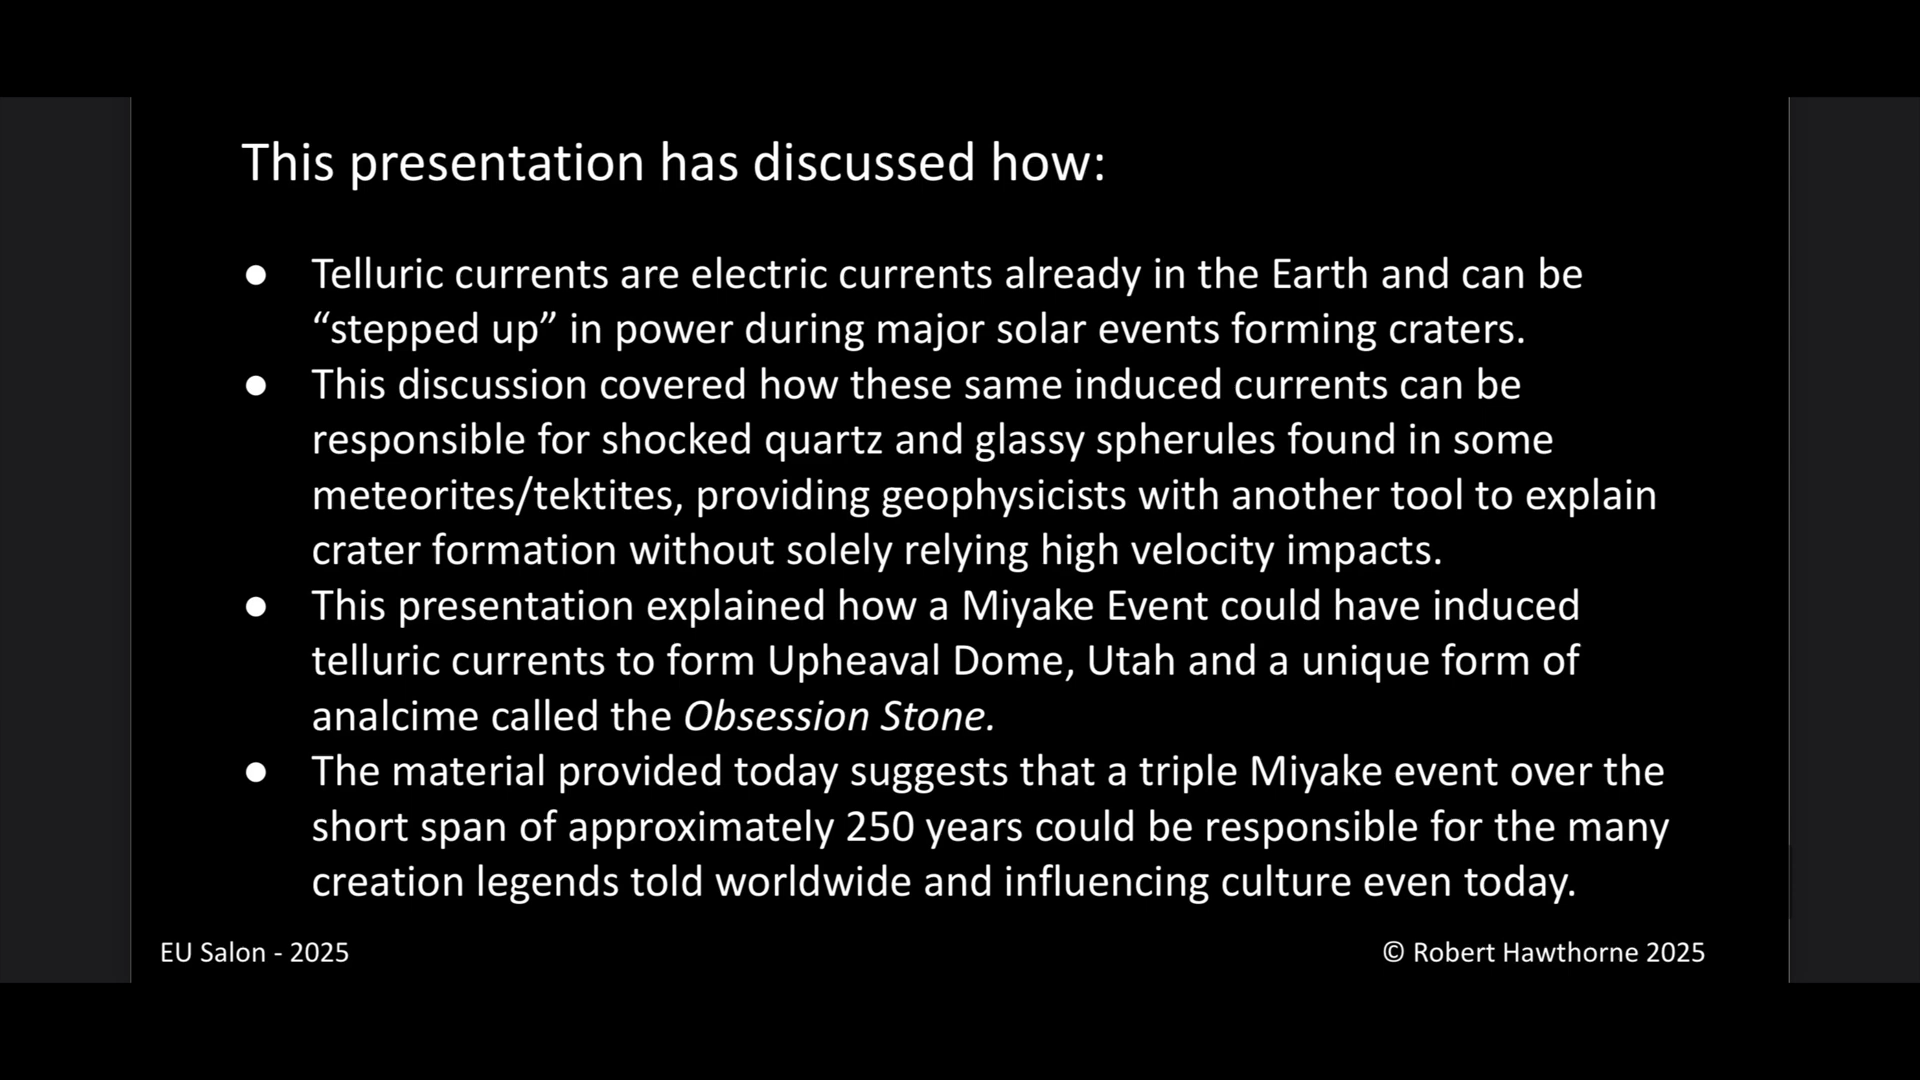 This presentation has discussed how:
● Telluric currents are electric currents already in the Earth and can be
“stepped up” in power during major solar events forming craters.
● This discussion covered how these same induced currents can be
responsible for shocked quartz and glassy spherules found in some
meteorites/tektites, providing geophysicists with another tool to explain
crater formation without solely relying high velocity impacts.
● This presentation explained how a Miyake Event could have induced
telluric currents to form Upheaval Dome, Utah and a unique form of
analcime called the Obsession Stone.
● The material provided today suggests that a triple Miyake event over the
short span of approximately 250 years could be responsible for the many
creation legends told worldwide and influencing culture even today.
EU Salon - 2025
© Robert Hawthorne 2025